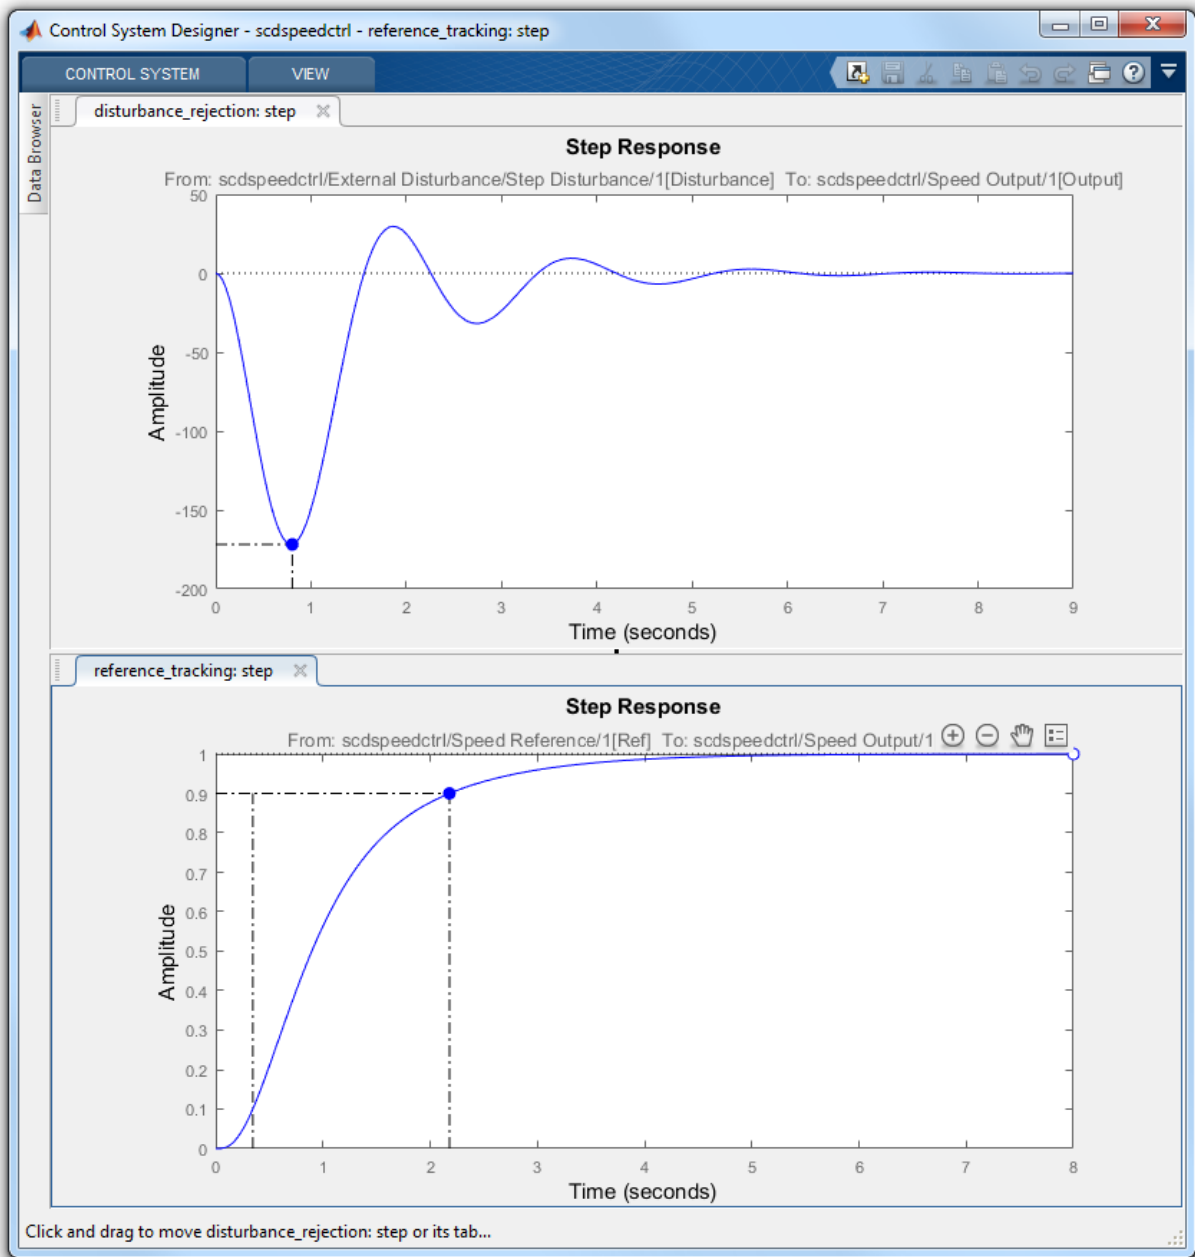 Control System Designer - scdspeedctrl - reference_tracking: step
CONTROL SYSTEM VIEW
Data Browser
disturbance_rejection: step
Step Response
From: scdspeedctrl/External Disturbance/Step Disturbance/1[Disturbance] To: scdspeedctrl/Speed Output/1[Output]
50
0
-50
-100
-150
-200
Amplitude
0 1 2 3 4 5 6 7 8 9
Time (seconds)
reference_tracking: step
Step Response
From: scdspeedctrl/Speed Reference/1[Ref] To: scdspeedctrl/Speed Output/1
1
0.9
0.8
0.7
0.6
0.5
0.4
0.3
0.2
0.1
0
Amplitude
0 1 2 3 4 5 6 7 8
Time (seconds)
Click and drag to move disturbance_rejection: step or its tab...